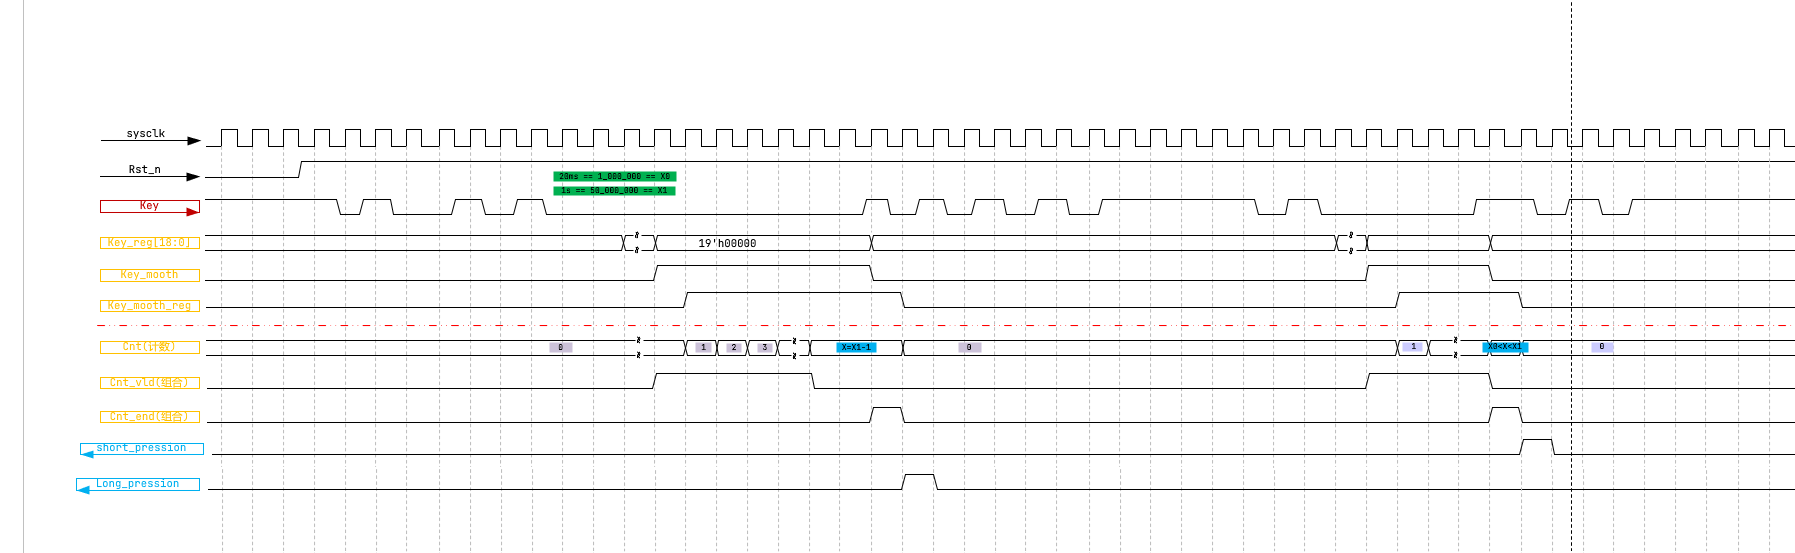 sysclk
Rst_n
20ms == 1_000_000 == X0
1s == 50_000_000 == X1
Key
Key_reg[18:0]
19'h00000
Key_mooth
Key_mooth_reg
Cnt(计数)
0
1
2
3
X=X1-1
0
1
X0<X<X1
0
Cnt_vld(组合)
Cnt_end(组合)
short_pression
Long_pression